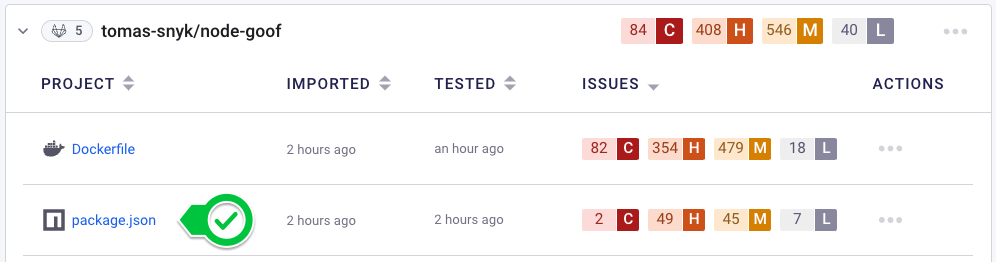 5 tomas-snyk/node-goof 84 C 408 H 546 M 40 L
PROJECT IMPORTED TESTED ISSUES ACTIONS
Dockerfile 2 hours ago an hour ago 82 C 354 H 479 M 18 L
package.json 2 hours ago 2 hours ago 2 C 49 H 45 M 7 L